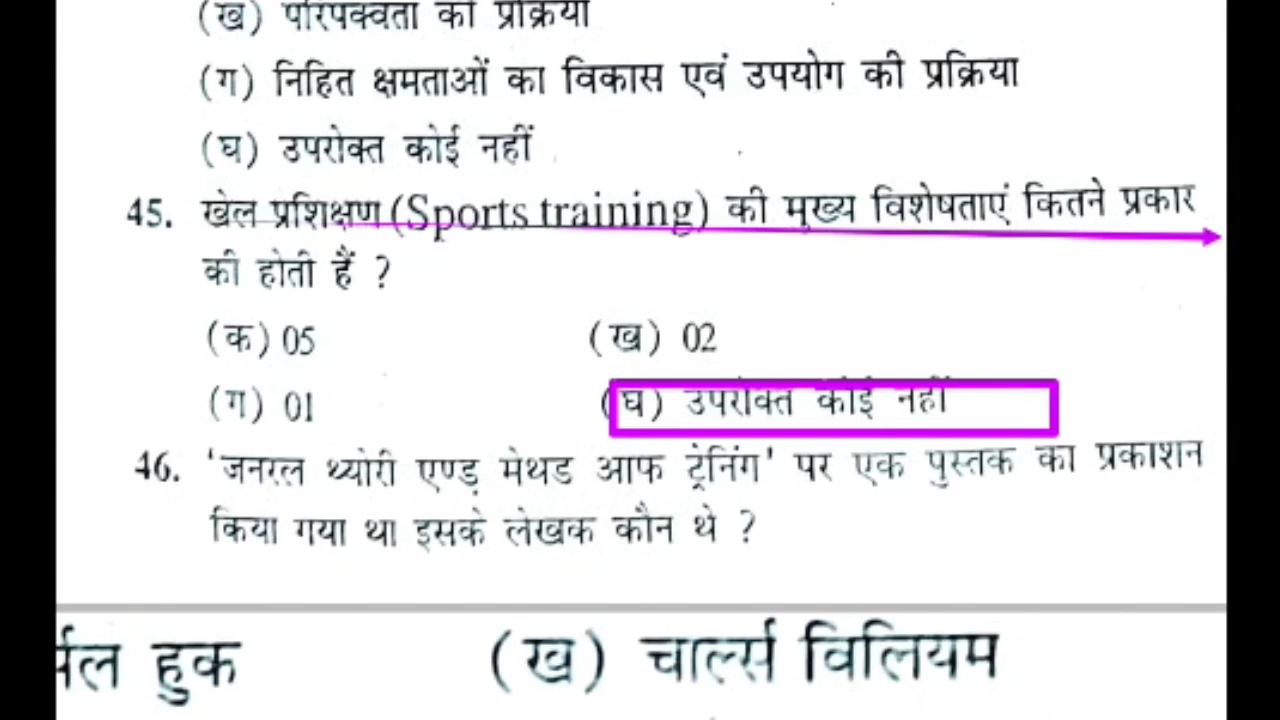 (ख) परिपक्वता की प्रक्रिया
(ग) निहित क्षमताओं का विकास एवं उपयोग की प्रक्रिया
(घ) उपरोक्त कोई नहीं
45. खेल प्रशिक्षण (Sports training) की मुख्य विशेषताएं कितने प्रकार
की होती हैं ?
(क) 05 (ख) 02
(ग) 01 (घ) उपरोक्त कोई नहीं
46. 'जनरल थ्योरी एण्ड मेथड आफ ट्रेनिंग' पर एक पुस्तक का प्रकाशन
किया गया था इसके लेखक कौन थे ?
हुक (ख) चार्ल्स विलियम